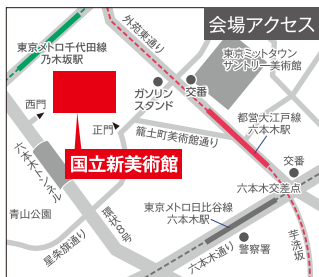 会場アクセス
外苑東通り
東京メトロ千代田線
乃木坂駅
東京ミッドタウン
サントリー美術館
ガソリン
スタンド
交番
西門
正門
龍土町美術館通り
都営大江戸線
六本木駅
国立新美術館
六本木トンネル
交番
六本木交差点
青山公園
環状3号
東京メトロ日比谷線
六本木駅
星条旗通り
六本木通り
警察署
芋洗坂